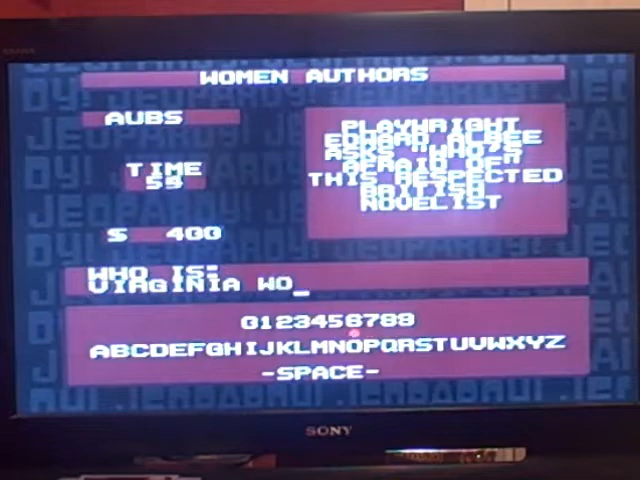 WOMEN AUTHORS
AUBS
TIME
59
$ 400
PLAYWRIGHT
EDWARD ALBEE
ASKS "WHO'S
AFRAID OF"
THIS RESPECTED
BRITISH
NOVELIST
WHO IS:
VIRGINIA WO_
0123456789
ABCDEFGHIJKLMNOPQRSTUVWXYZ
-SPACE-
SONY